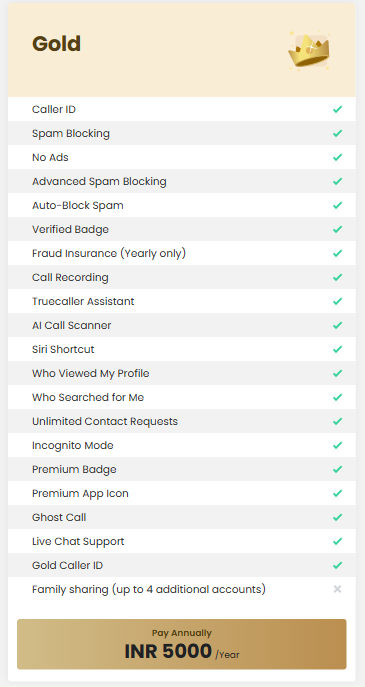 Gold
Caller ID
Spam Blocking
No Ads
Advanced Spam Blocking
Auto-Block Spam
Verified Badge
Fraud Insurance (Yearly only)
Call Recording
Truecaller Assistant
AI Call Scanner
Siri Shortcut
Who Viewed My Profile
Who Searched for Me
Unlimited Contact Requests
Incognito Mode
Premium Badge
Premium App Icon
Ghost Call
Live Chat Support
Gold Caller ID
Family sharing (up to 4 additional accounts)
Pay Annually
INR 5000 /Year